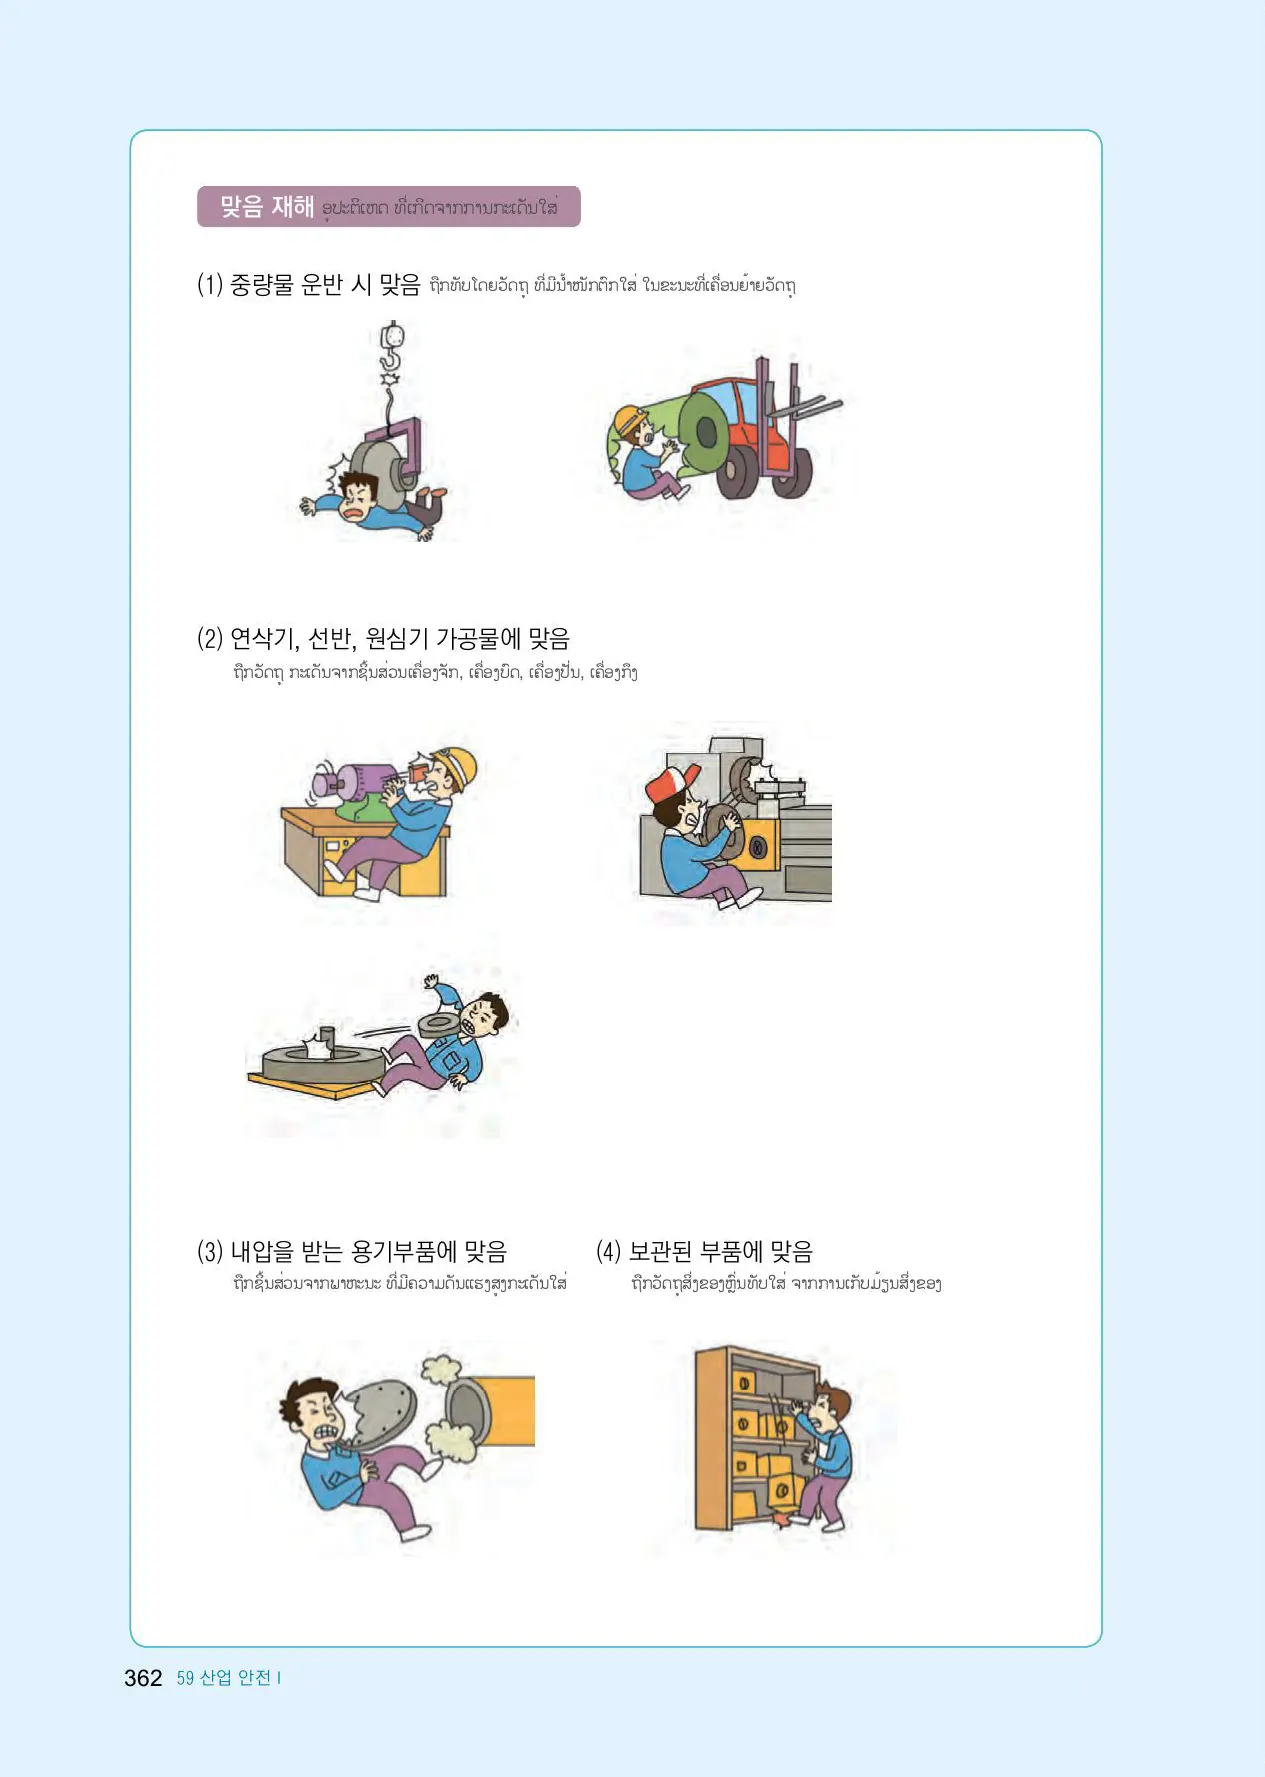 맞음 재해 ອຸປະຕິເຫດ ທີ່ເກີດຈາກການກະເດັນໃສ່
(1) 중량물 운반 시 맞음 ຖືກທັບໂດຍວັດຖຸ ທີ່ມີນ້ຳໜັກຕົກໃສ່ ໃນຂະນະທີ່ເຄື່ອນຍ້າຍວັດຖຸ
(2) 연삭기, 선반, 원심기 가공물에 맞음
ຖືກວັດຖຸ ກະເດັນຈາກຊິ້ນສ່ວນເຄື່ອງຈັກ, ເຄື່ອງບົດ, ເຄື່ອງປັ່ນ, ເຄື່ອງກຶງ
(3) 내압을 받는 용기부품에 맞음
ຖືກຊິ້ນສ່ວນຈາກພາຫະນະ ທີ່ມີຄວາມດັນແຮງສູງກະເດັນໃສ່
(4) 보관된 부품에 맞음
ຖືກວັດຖຸສິ່ງຂອງຫຼົ່ນທັບໃສ່ ຈາກການເກັບມ້ຽນສິ່ງຂອງ
362 59 산업 안전 I